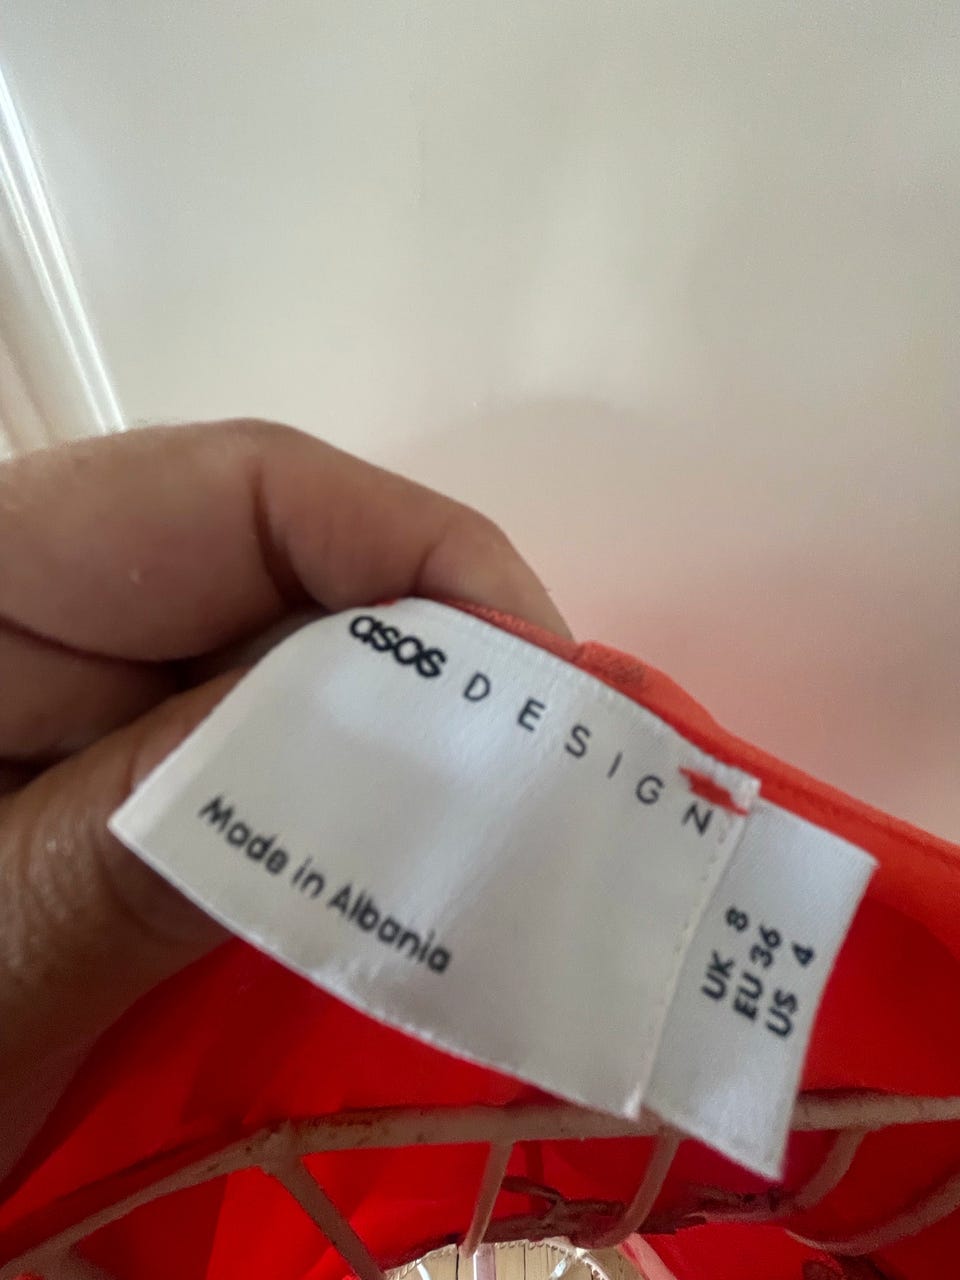 asos DESIGN
Made in Albania
UK 8
EU 36
US 4